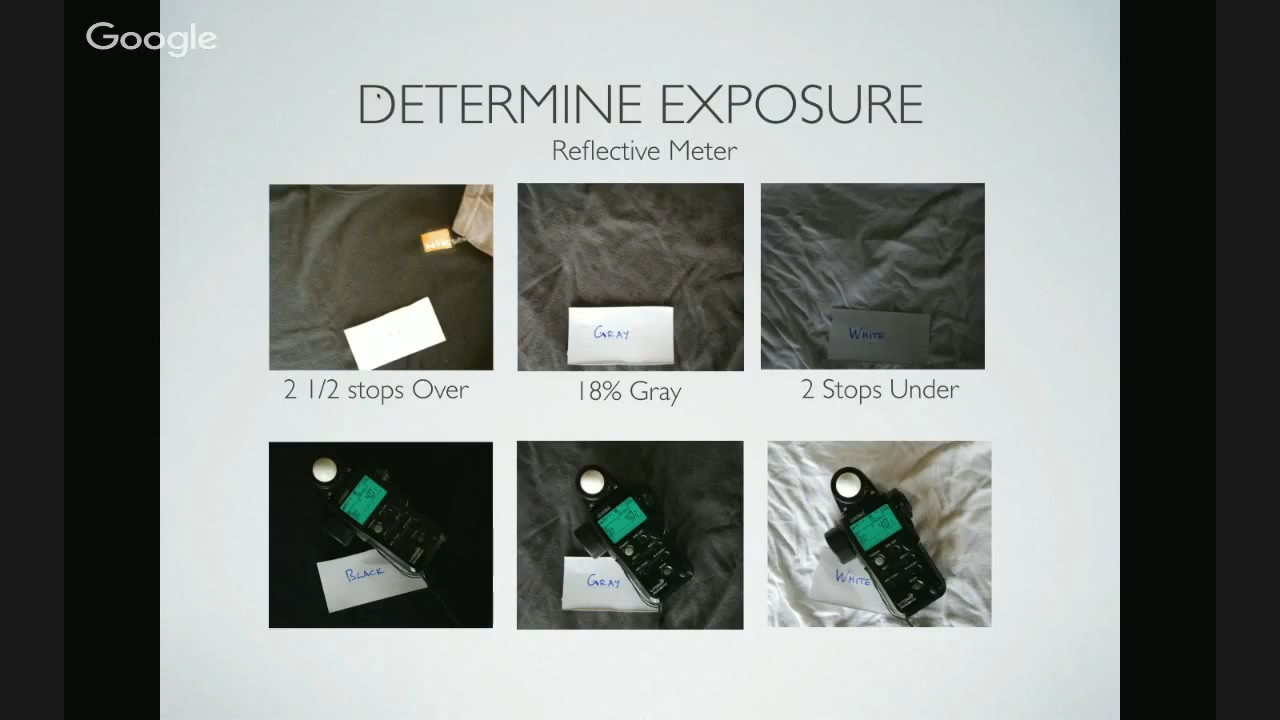 Google
DETERMINE EXPOSURE
Reflective Meter
GRAY
WHITE
2 1/2 stops Over
18% Gray
2 Stops Under
BLACK
GRAY
WHITE